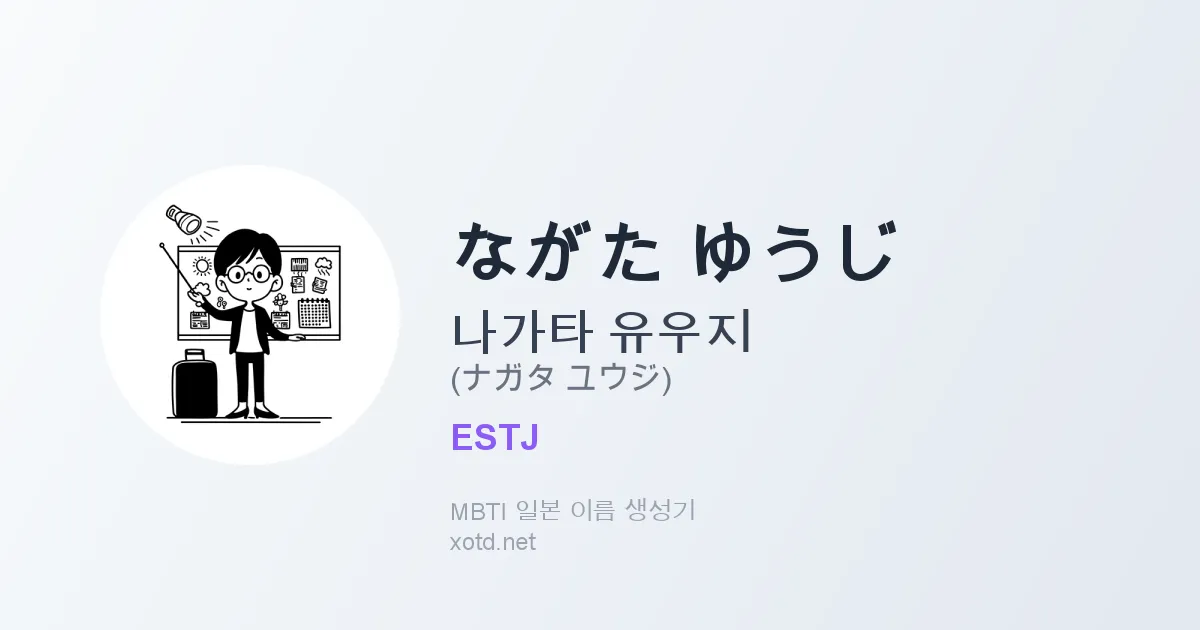 ながた ゆうじ
나가타 유우지
(ナガタ ユウジ)
ESTJ
MBTI 일본 이름 생성기
xotd.net